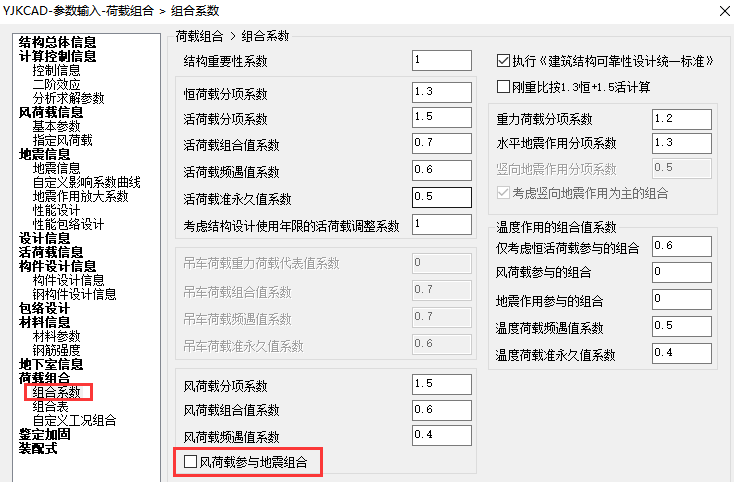 YJKCAD-参数输入-荷载组合 > 组合系数
结构总体信息
计算控制信息
控制信息
二阶效应
分析求解参数
风荷载信息
基本参数
指定风荷载
地震信息
地震信息
自定义影响系数曲线
地震作用放大系数
性能设计
性能包络设计
设计信息
活荷载信息
构件设计信息
构件设计信息
钢构件设计信息
包络设计
材料信息
材料参数
钢筋强度
地下室信息
荷载组合
组合系数
组合表
自定义工况组合
鉴定加固
装配式
荷载组合 > 组合系数
结构重要性系数 1
恒荷载分项系数 1.3
活荷载分项系数 1.5
活荷载组合值系数 0.7
活荷载频遇值系数 0.6
活荷载准永久值系数 0.5
考虑结构设计使用年限的活荷载调整系数 1
吊车荷载重力荷载代表值系数 0
吊车荷载组合值系数 0.7
吊车荷载频遇值系数 0.7
吊车荷载准永久值系数 0.6
风荷载分项系数 1.5
风荷载组合值系数 0.6
风荷载频遇值系数 0.4
风荷载参与地震组合
执行《建筑结构可靠性设计统一标准》
刚重比按1.3恒+1.5活计算
重力荷载分项系数 1.2
水平地震作用分项系数 1.3
竖向地震作用分项系数 0.5
考虑竖向地震作用为主的组合
温度作用的组合值系数
仅考虑恒活荷载参与的组合 0.6
风荷载参与的组合 0
地震作用参与的组合 0
温度荷载频遇值系数 0.5
温度荷载准永久值系数 0.4